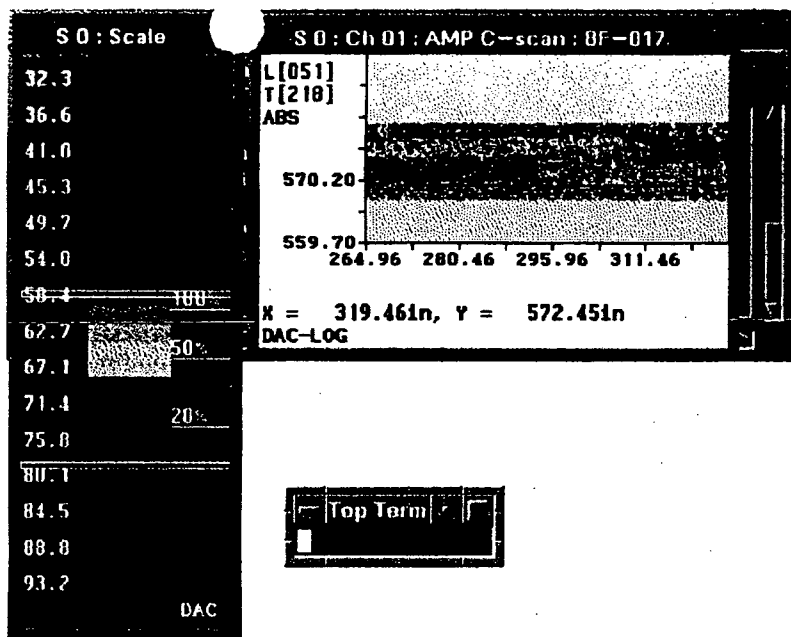 S 0 : Scale
32.3
36.6
41.0
45.3
49.7
54.0
58.4
62.7
67.1
71.4
75.8
80.1
84.5
88.8
93.2
100%
50%
20%
DAC
S 0 : Ch 01 : AMP C-scan : 8F-017
L[051]
T[218]
ABS
570.20
559.70
264.96 280.46 295.96 311.46
X = 319.46in, Y = 572.45in
DAC-LOG
Top Term